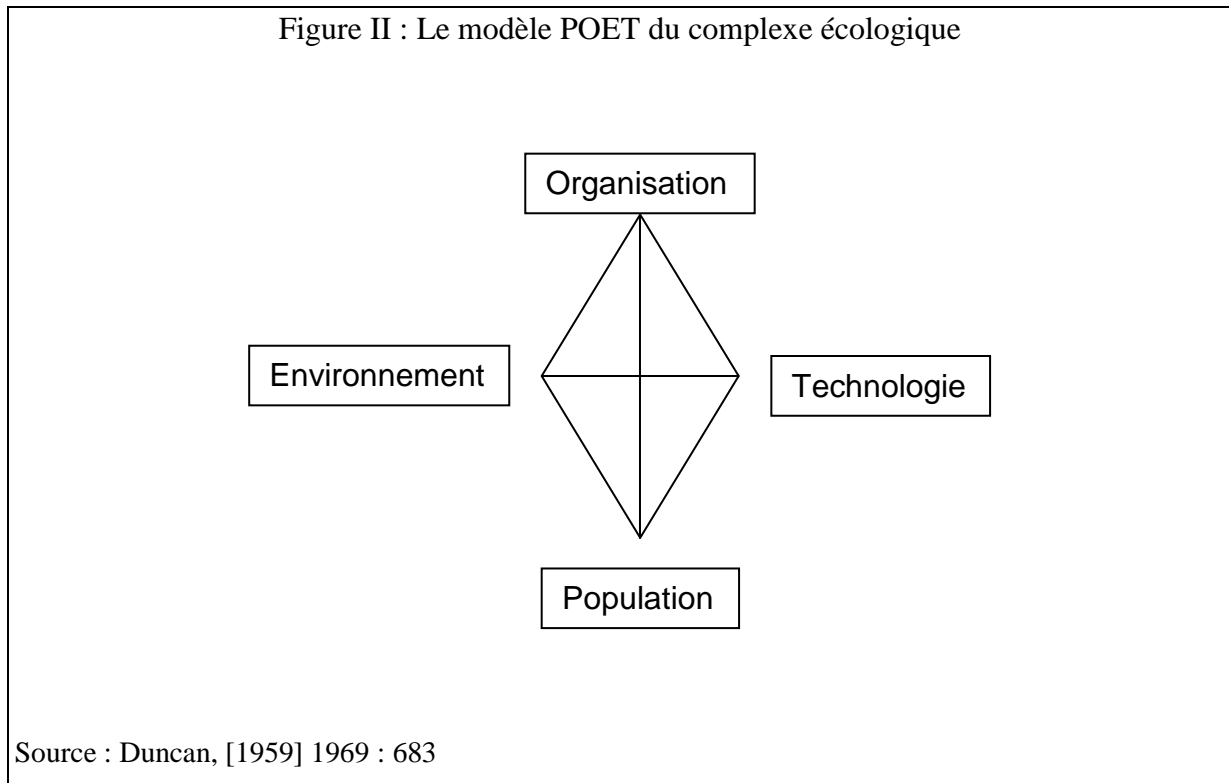 Figure II : Le modèle POET du complexe écologique
Organisation
Environnement
Technologie
Population
Source : Duncan, [1959] 1969 : 683